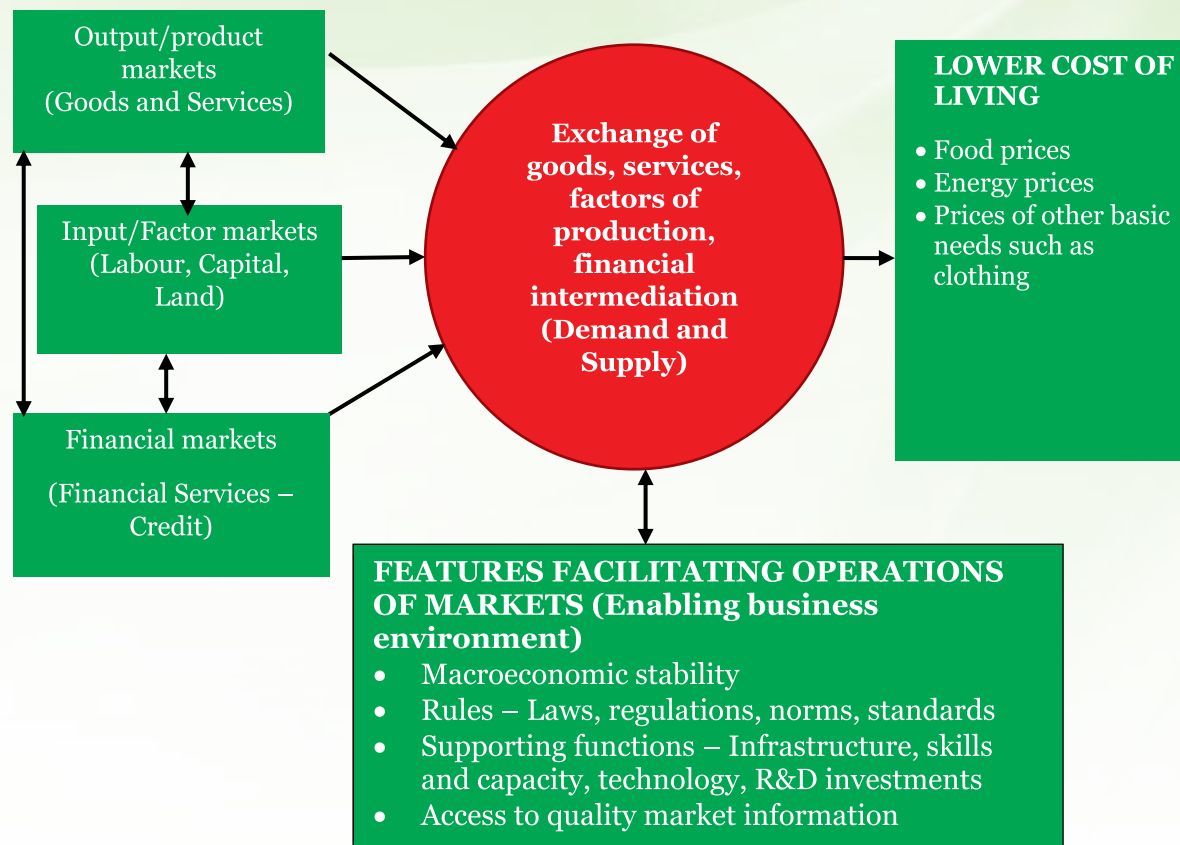 Output/product
markets
(Goods and Services)
Input/Factor markets
(Labour, Capital,
Land)
Financial markets
(Financial Services –
Credit)
Exchange of
goods, services,
factors of
production,
financial
intermediation
(Demand and
Supply)
LOWER COST OF
LIVING
• Food prices
• Energy prices
• Prices of other basic
needs such as
clothing
FEATURES FACILITATING OPERATIONS
OF MARKETS (Enabling business
environment)
• Macroeconomic stability
• Rules – Laws, regulations, norms, standards
• Supporting functions – Infrastructure, skills
and capacity, technology, R&D investments
• Access to quality market information